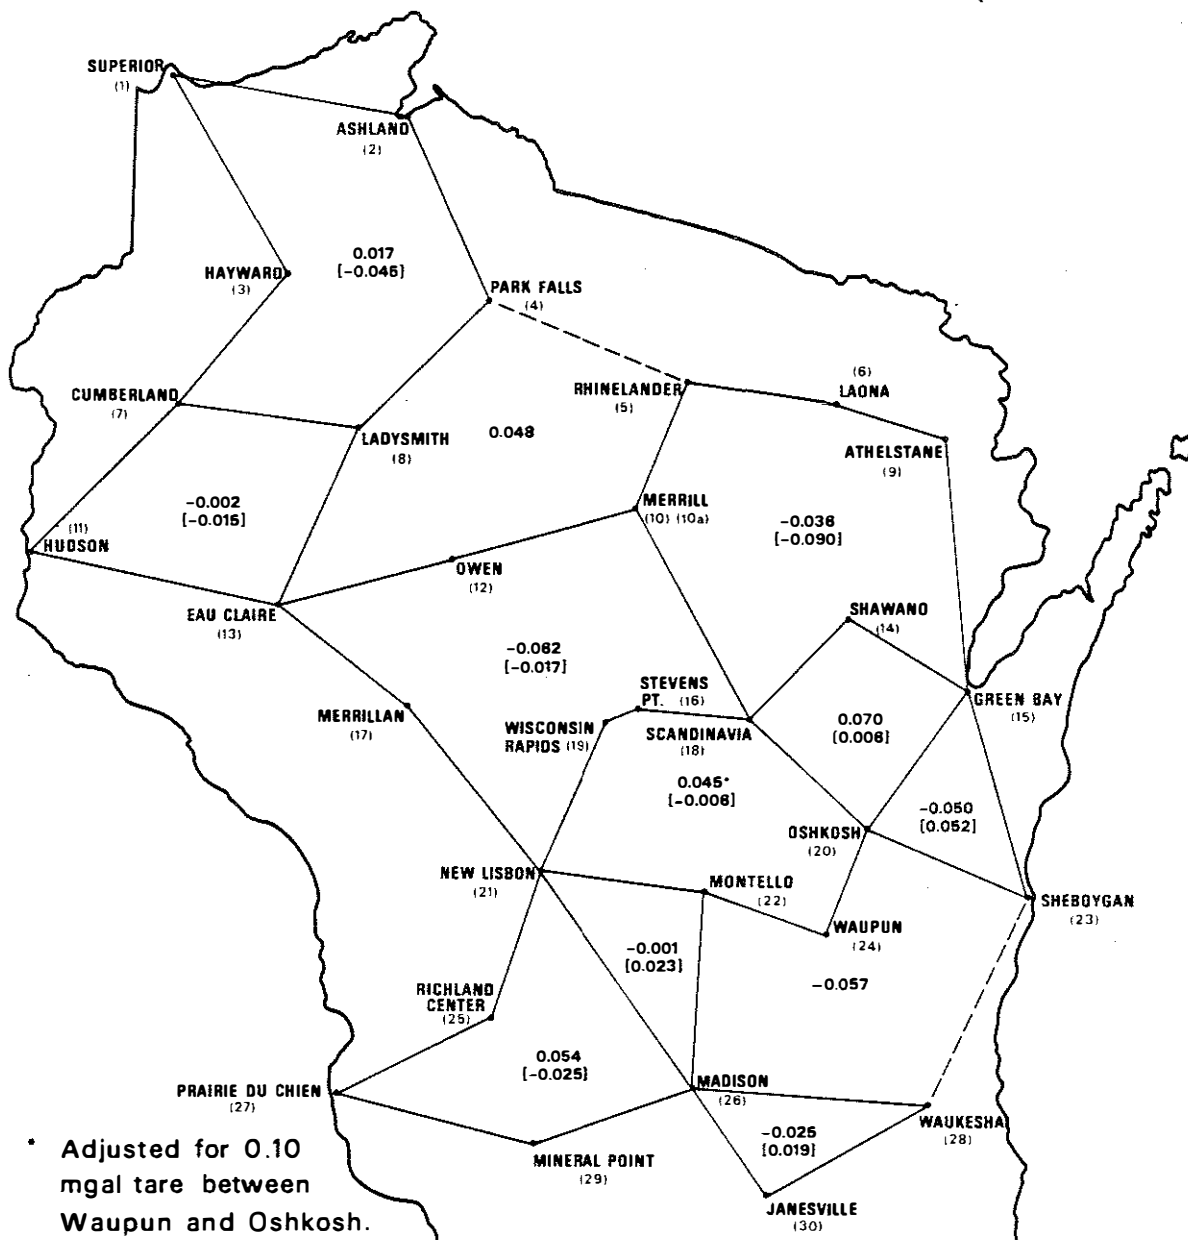 SUPERIOR
(1)
ASHLAND
(2)
0.017
[-0.045]
HAYWARD
(3)
PARK FALLS
(4)
CUMBERLAND
(7)
RHINELANDER
(5)
(6)
LAONA
LADYSMITH
(8)
0.048
ATHELSTANE
(9)
-0.002
[-0.015]
(11)
HUDSON
MERRILL
(10) (10a)
-0.036
[-0.090]
OWEN
(12)
EAU CLAIRE
(13)
SHAWANO
(14)
-0.062
[-0.017]
STEVENS
PT. (16)
MERRILLAN
(17)
WISCONSIN
RAPIDS (19)
SCANDINAVIA
(18)
GREEN BAY
(15)
0.070
[0.006]
0.045*
[-0.006]
-0.050
[0.052]
OSHKOSH
(20)
NEW LISBON
(21)
MONTELLO
(22)
SHEBOYGAN
(23)
WAUPUN
(24)
-0.001
[0.023]
-0.057
RICHLAND
CENTER
(25)
0.054
[-0.025]
PRAIRIE DU CHIEN
(27)
MADISON
(26)
WAUKESHA
(28)
-0.025
[0.019]
MINERAL POINT
(29)
JANESVILLE
(30)
* Adjusted for 0.10
mgal tare between
Waupun and Oshkosh.